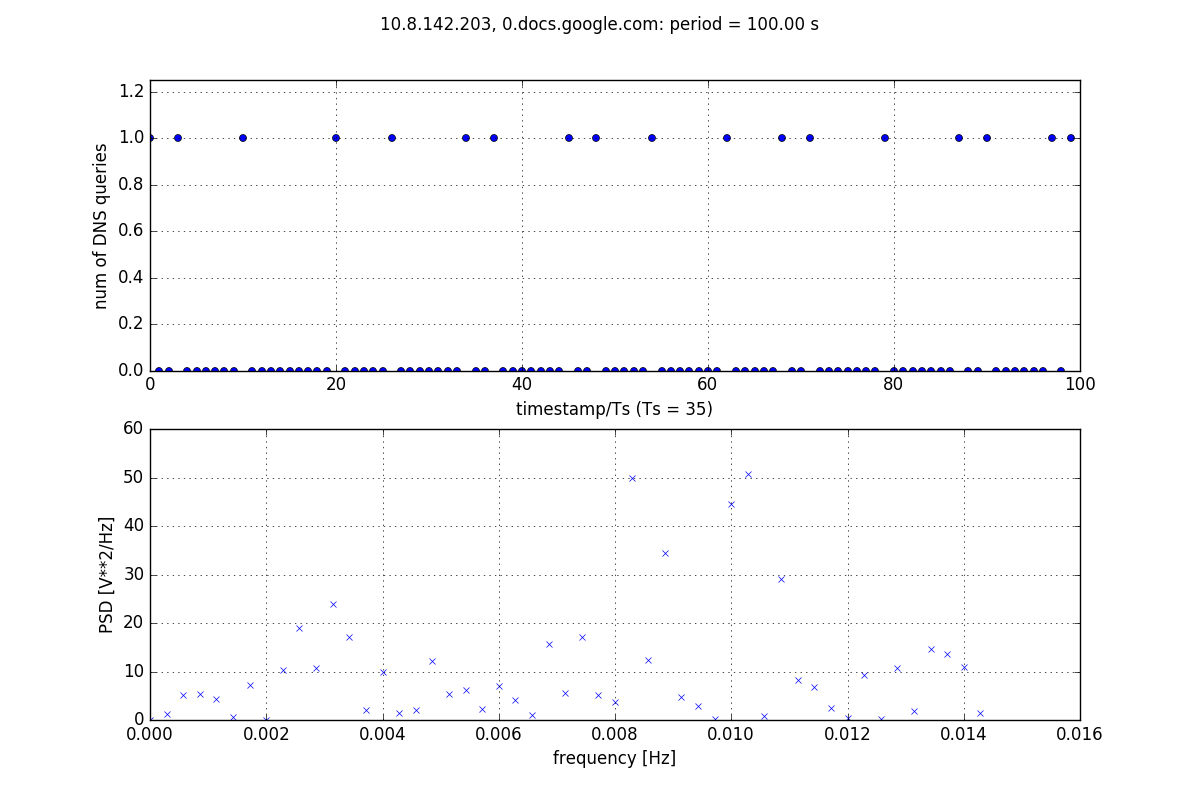 10.8.142.203, 0.docs.google.com: period = 100.00 s
num of DNS queries
1.2
1.0
0.8
0.6
0.4
0.2
0.0
0 20 40 60 80 100
timestamp/Ts (Ts = 35)
PSD [V**2/Hz]
60
50
40
30
20
10
0
0.000 0.002 0.004 0.006 0.008 0.010 0.012 0.014 0.016
frequency [Hz]